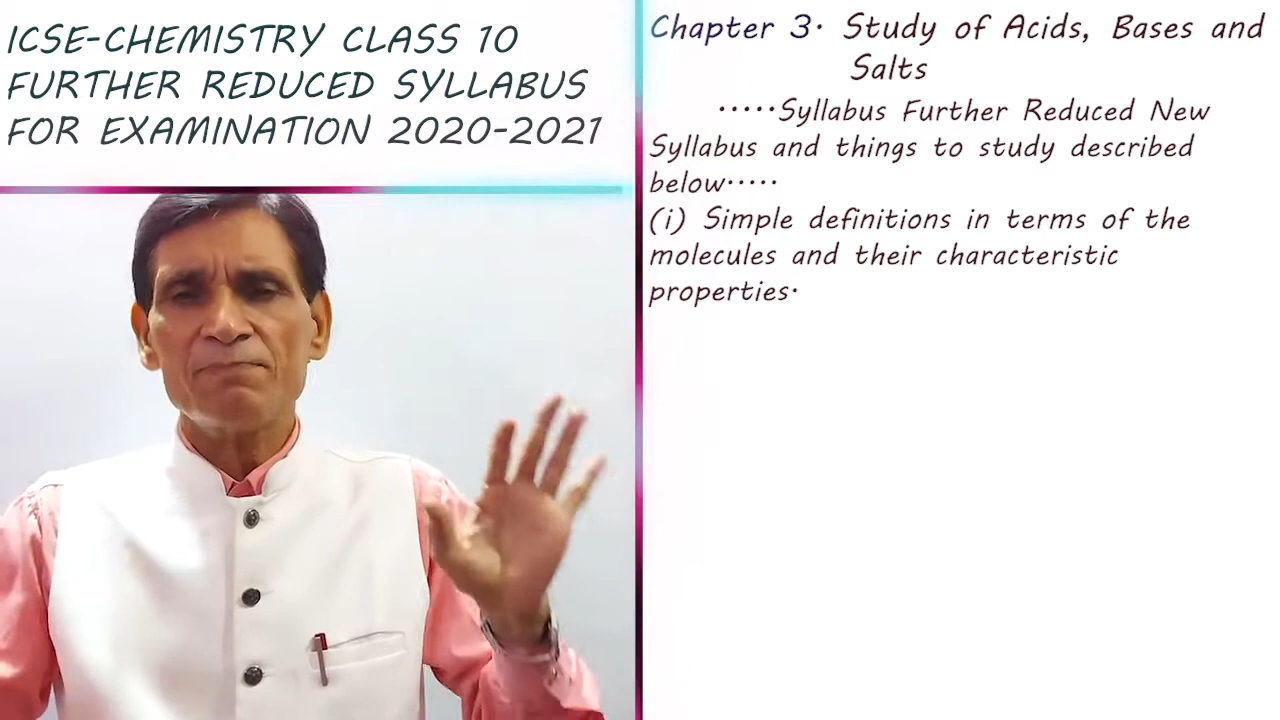 ICSE-CHEMISTRY CLASS 10
FURTHER REDUCED SYLLABUS
FOR EXAMINATION 2020-2021
Chapter 3· Study of Acids, Bases and
Salts
·····Syllabus Further Reduced New
Syllabus and things to study described
below·····
(i) Simple definitions in terms of the
molecules and their characteristic
properties·